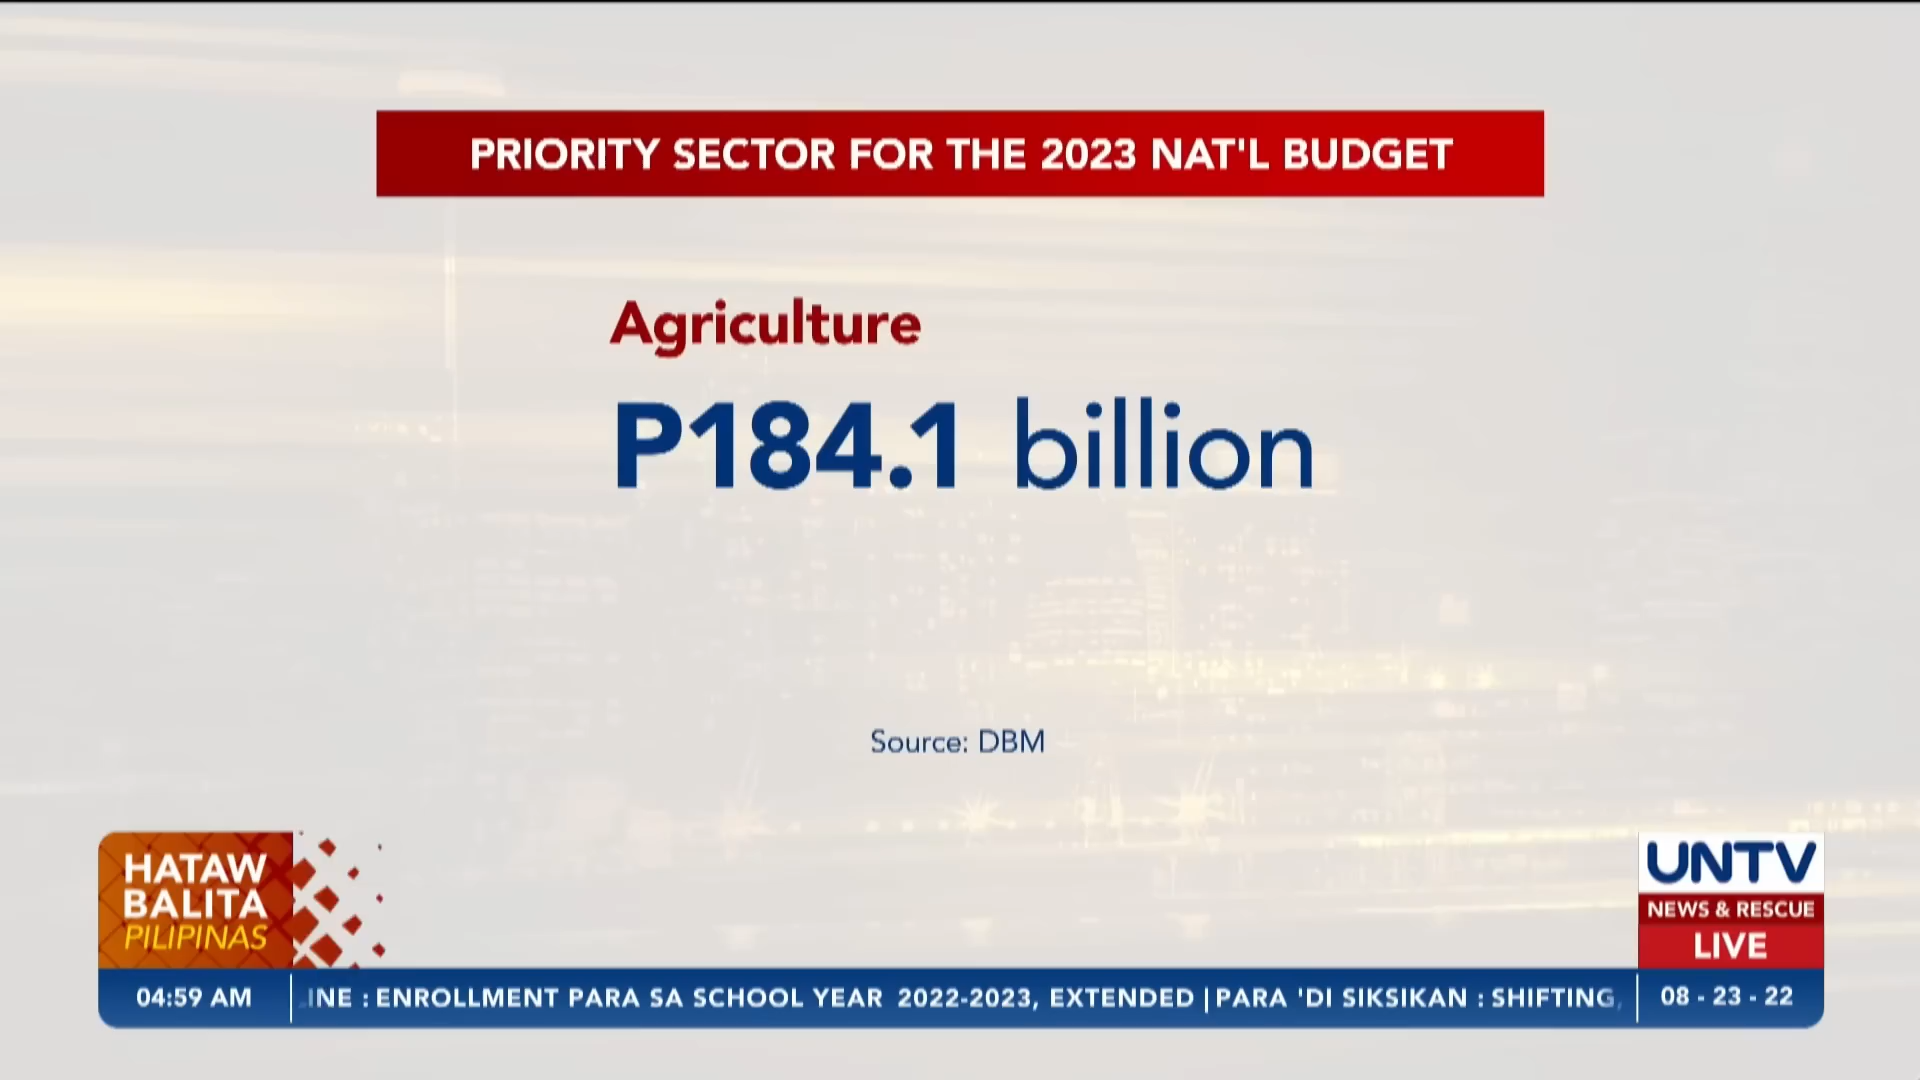 PRIORITY SECTOR FOR THE 2023 NAT'L BUDGET
Agriculture
P184.1 billion
Source: DBM
HATAW
BALITA
PILIPINAS
UNTV
NEWS & RESCUE
LIVE
04:59 AM
INE : ENROLLMENT PARA SA SCHOOL YEAR 2022-2023, EXTENDED | PARA 'DI SIKSIKAN : SHIFTING,
08 - 23 - 22